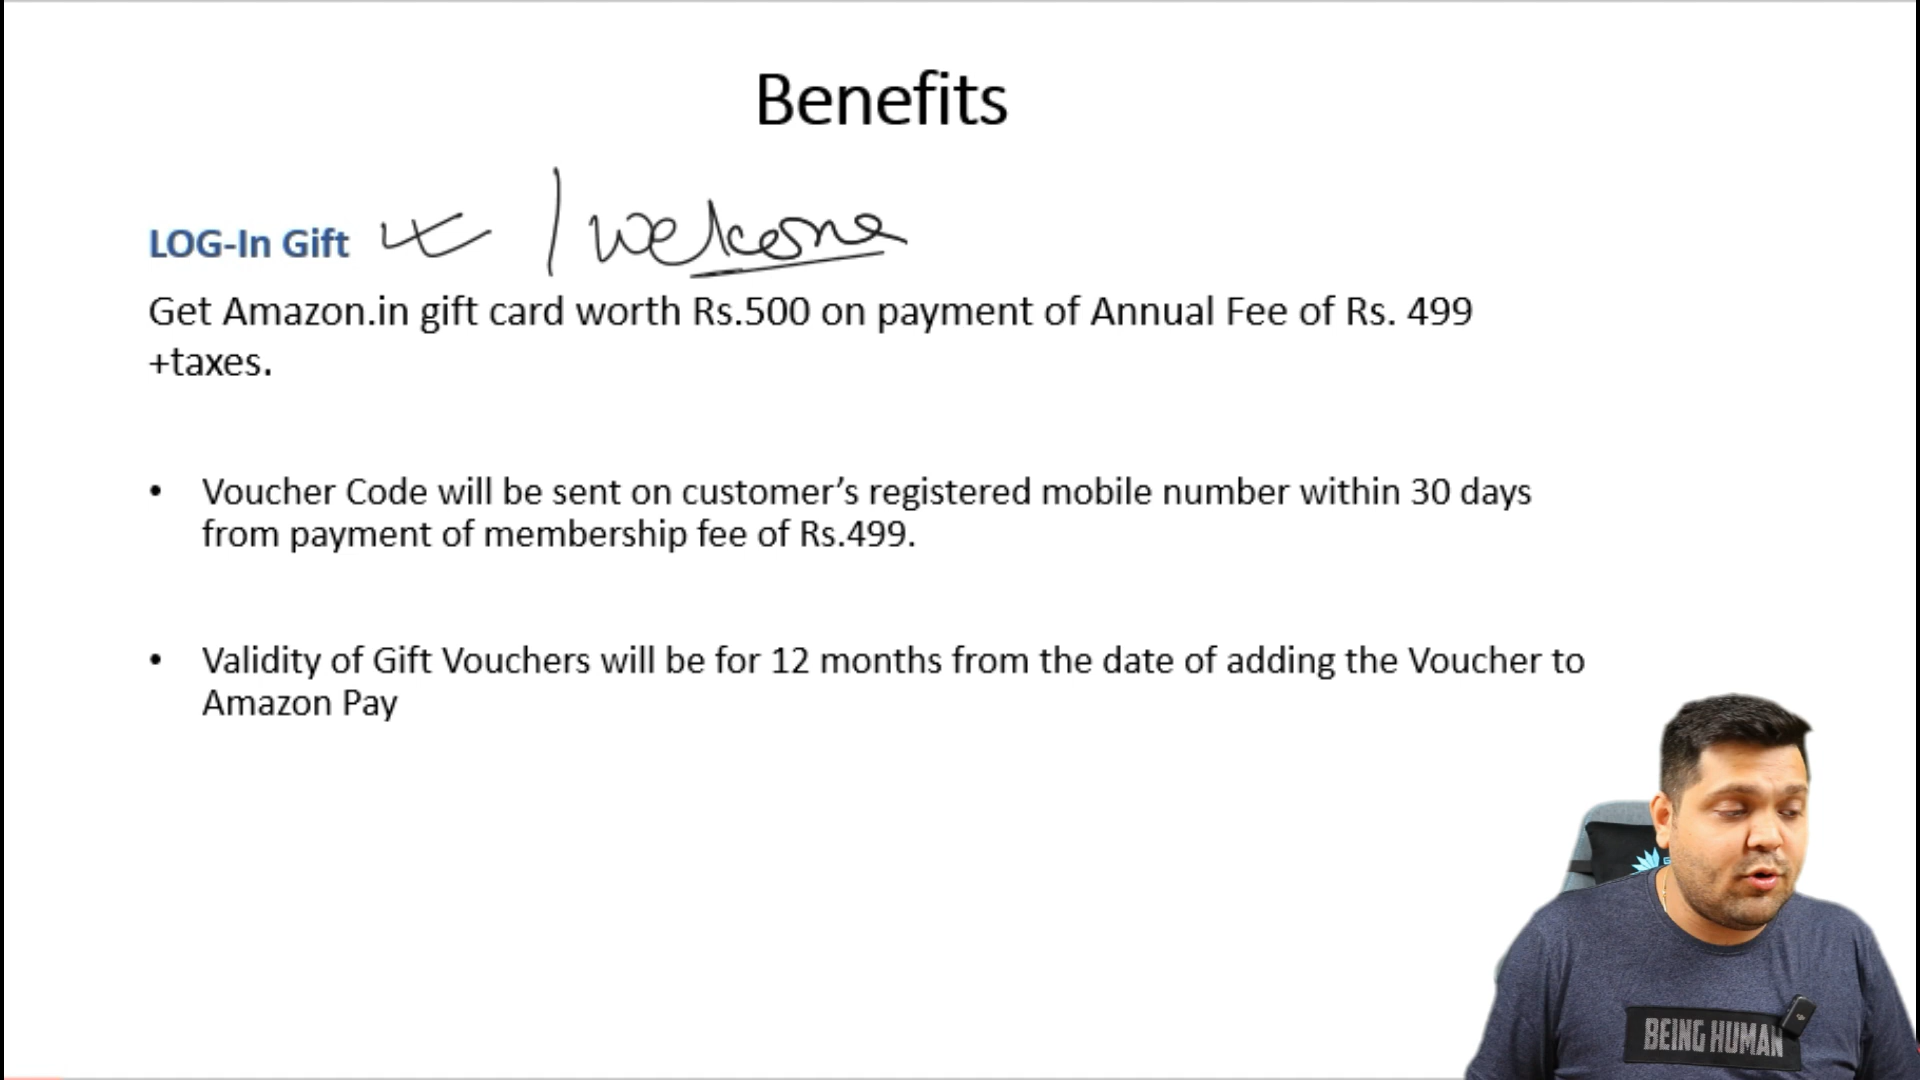 Benefits
LOG-In Gift / welcome
Get Amazon.in gift card worth Rs.500 on payment of Annual Fee of Rs. 499
+taxes.
• Voucher Code will be sent on customer’s registered mobile number within 30 days
from payment of membership fee of Rs.499.
• Validity of Gift Vouchers will be for 12 months from the date of adding the Voucher to
Amazon Pay
BEING HUMAN